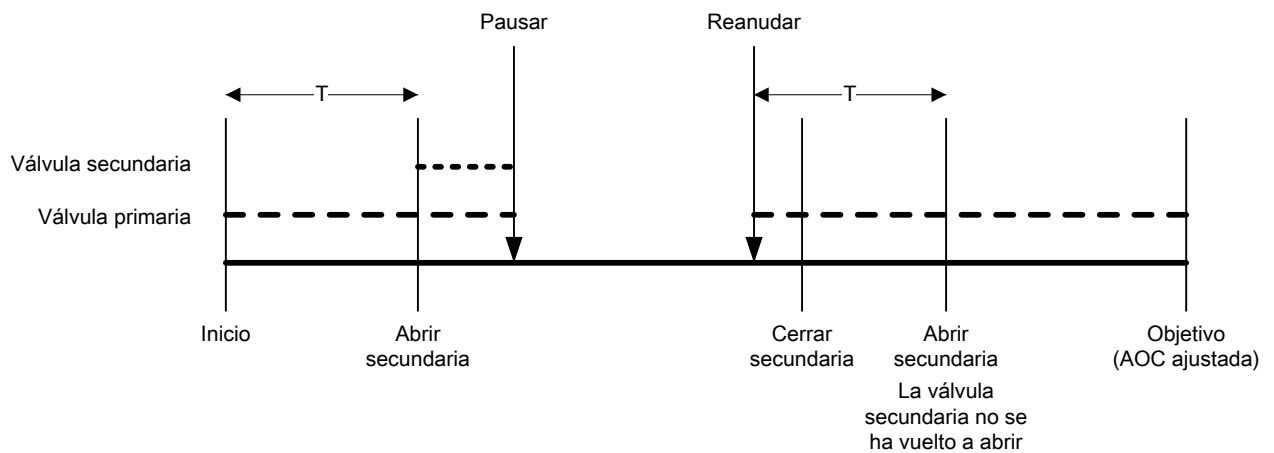 Pausar
Reanudar
T
T
Válvula secundaria
Válvula primaria
Inicio
Abrir
secundaria
Cerrar
secundaria
Abrir
secundaria
La válvula
secundaria no se
ha vuelto a abrir
Objetivo
(AOC ajustada)